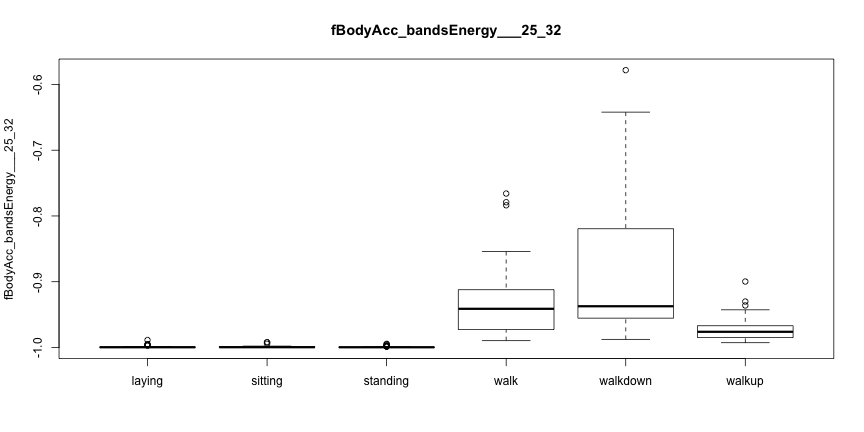 fBodyAcc_bandsEnergy___25_32
fBodyAcc_bandsEnergy___25_32
-0.6
-0.7
-0.8
-0.9
-1.0
laying sitting standing walk walkdown walkup